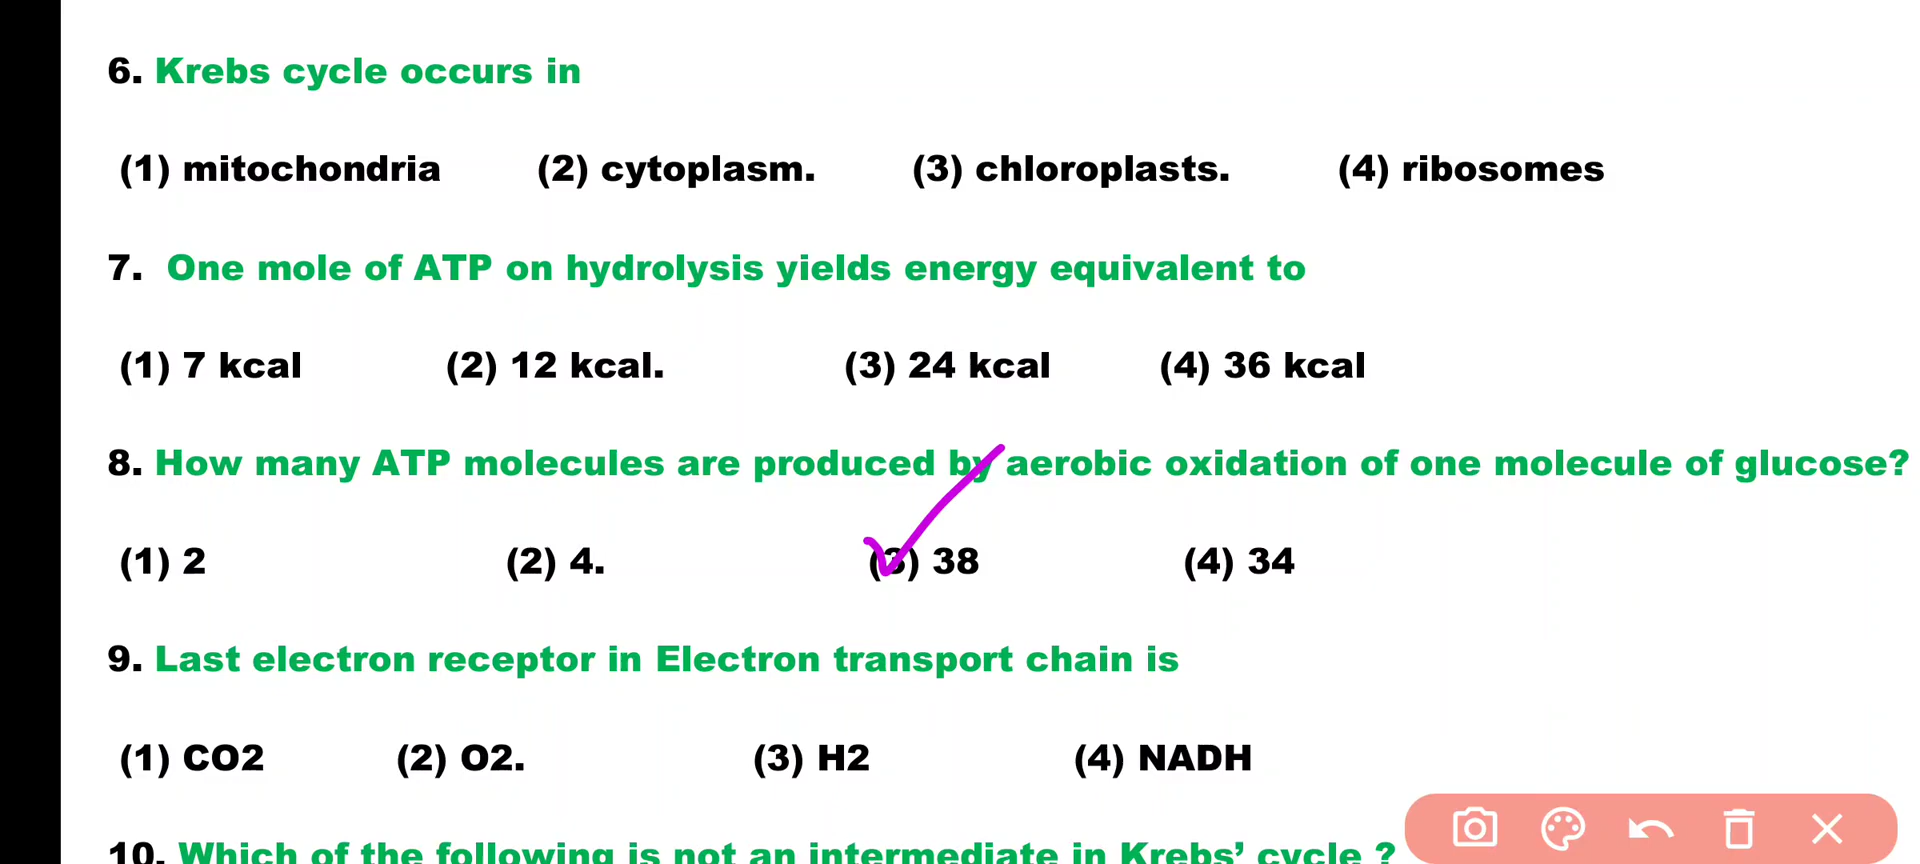 6. Krebs cycle occurs in
(1) mitochondria (2) cytoplasm. (3) chloroplasts. (4) ribosomes
7. One mole of ATP on hydrolysis yields energy equivalent to
(1) 7 kcal (2) 12 kcal. (3) 24 kcal (4) 36 kcal
8. How many ATP molecules are produced by aerobic oxidation of one molecule of glucose?
(1) 2 (2) 4. (3) 38 (4) 34
9. Last electron receptor in Electron transport chain is
(1) CO2 (2) O2. (3) H2 (4) NADH
10. Which of the following is not an intermediate in Krebs’ cycle ?